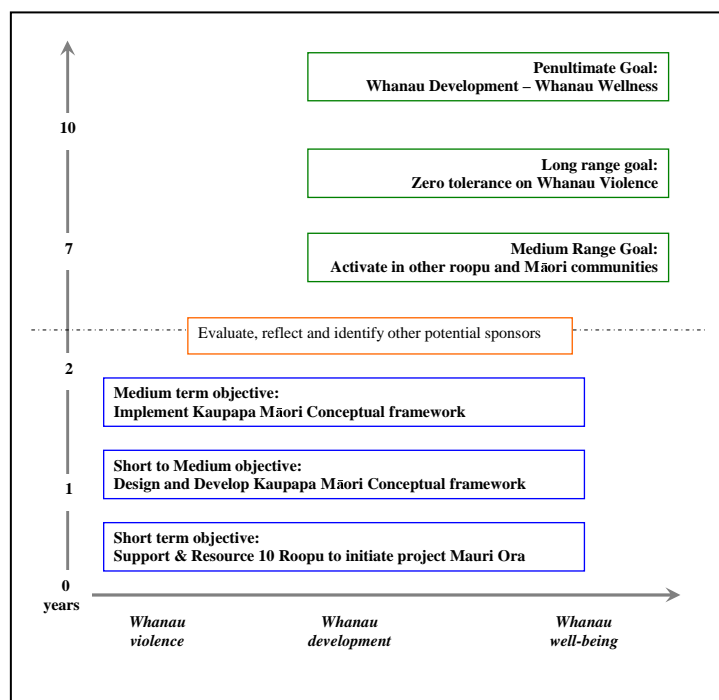 Penultimate Goal:
Whanau Development – Whanau Wellness
10
Long range goal:
Zero tolerance on Whanau Violence
7
Medium Range Goal:
Activate in other roopu and Māori communities
Evaluate, reflect and identify other potential sponsors
2
Medium term objective:
Implement Kaupapa Māori Conceptual framework
Short to Medium objective:
Design and Develop Kaupapa Māori Conceptual framework
1
Short term objective:
Support & Resource 10 Roopu to initiate project Mauri Ora
0
years
Whanau
violence
Whanau
development
Whanau
well-being